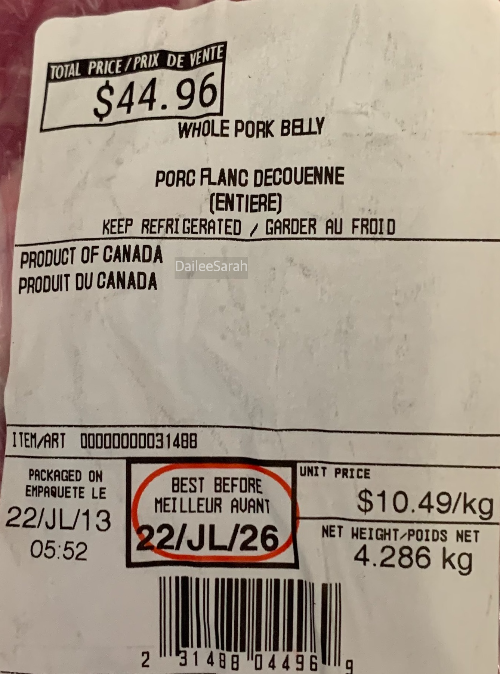 TOTAL PRICE/PRIX DE VENTE
$44.96
WHOLE PORK BELLY
PORC FLANC DECOUENNE
(ENTIERE)
KEEP REFRIGERATED / GARDER AU FROID
PRODUCT OF CANADA
PRODUIT DU CANADA
DaileeSarah
ITEM/ART 00000000031488
PACKAGED ON
EMPAQUETE LE
22/JL/13
05:52
BEST BEFORE
MEILLEUR AVANT
22/JL/26
UNIT PRICE
$10.49/kg
NET WEIGHT/POIDS NET
4.286 kg
2 31488 04496 9